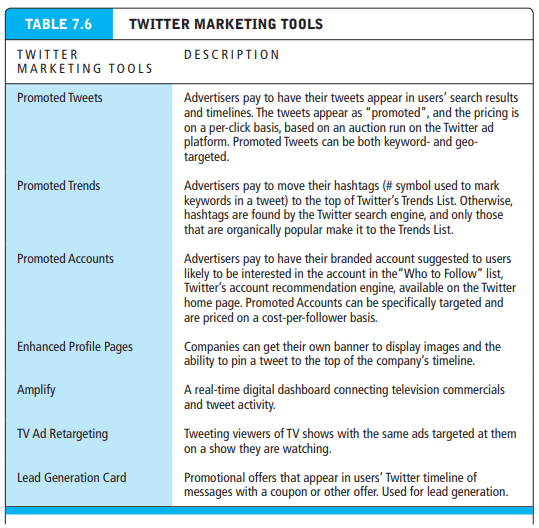 TABLE 7.6 TWITTER MARKETING TOOLS
TWITTER
MARKETING TOOLS
DESCRIPTION
Promoted Tweets
Advertisers pay to have their tweets appear in users' search results
and timelines. The tweets appear as "promoted", and the pricing is
on a per-click basis, based on an auction run on the Twitter ad
platform. Promoted Tweets can be both keyword- and geo-
targeted.
Promoted Trends
Advertisers pay to move their hashtags (# symbol used to mark
keywords in a tweet) to the top of Twitter's Trends List. Otherwise,
hashtags are found by the Twitter search engine, and only those
that are organically popular make it to the Trends List.
Promoted Accounts
Advertisers pay to have their branded account suggested to users
likely to be interested in the account in the "Who to Follow" list,
Twitter's account recommendation engine, available on the Twitter
home page. Promoted Accounts can be specifically targeted and
are priced on a cost-per-follower basis.
Enhanced Profile Pages
Companies can get their own banner to display images and the
ability to pin a tweet to the top of the company's timeline.
Amplify
A real-time digital dashboard connecting television commercials
and tweet activity.
TV Ad Retargeting
Tweeting viewers of TV shows with the same ads targeted at them
on a show they are watching.
Lead Generation Card
Promotional offers that appear in users' Twitter timeline of
messages with a coupon or other offer. Used for lead generation.